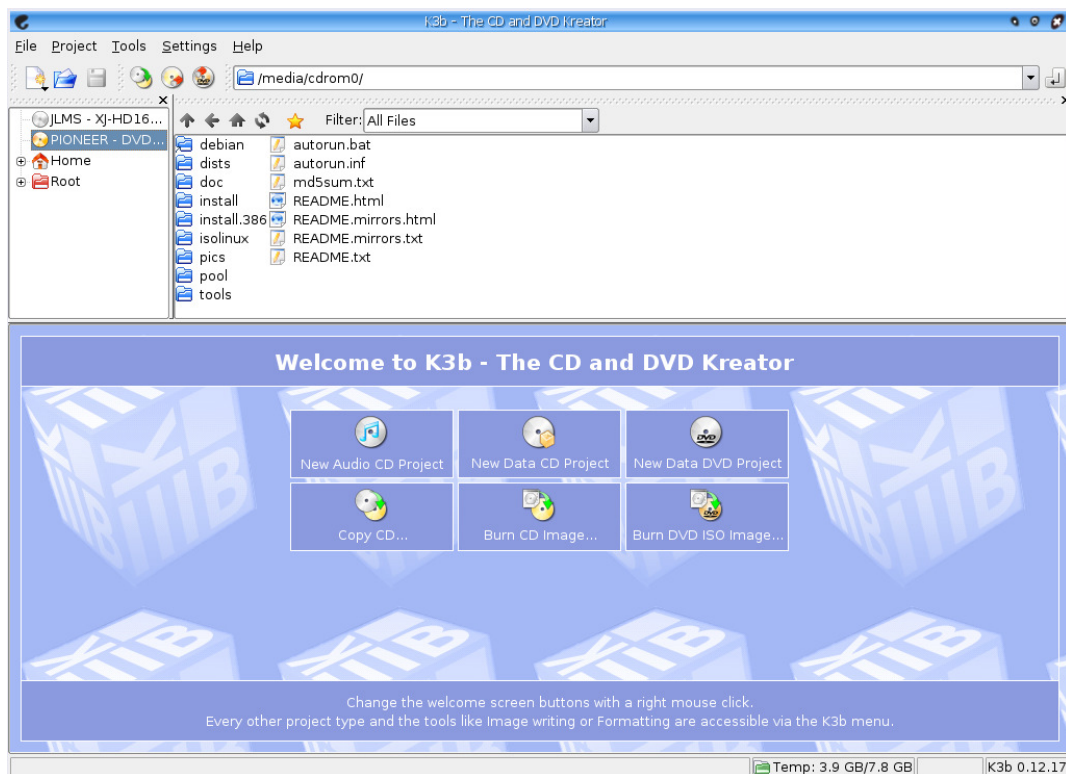 K3b - The CD and DVD Kreator
File Project Tools Settings Help
/media/cdrom0/
JLMS - XJ-HD16...
PIONEER - DVD...
Home
Root
Filter: All Files
debian
dists
doc
install
install.386
isolinux
pics
pool
tools
autorun.bat
autorun.inf
md5sum.txt
README.html
README.mirrors.html
README.mirrors.txt
README.txt
Welcome to K3b - The CD and DVD Kreator
New Audio CD Project
New Data CD Project
New Data DVD Project
Copy CD...
Burn CD Image...
Burn DVD ISO Image...
Change the welcome screen buttons with a right mouse click.
Every other project type and the tools like Image writing or Formatting are accessible via the K3b menu.
Temp: 3.9 GB/7.8 GB
K3b 0.12.17